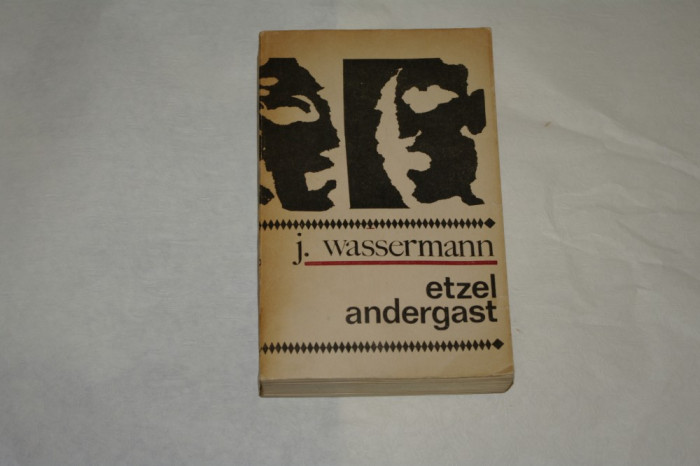 j. wassermann
etzel
andergast